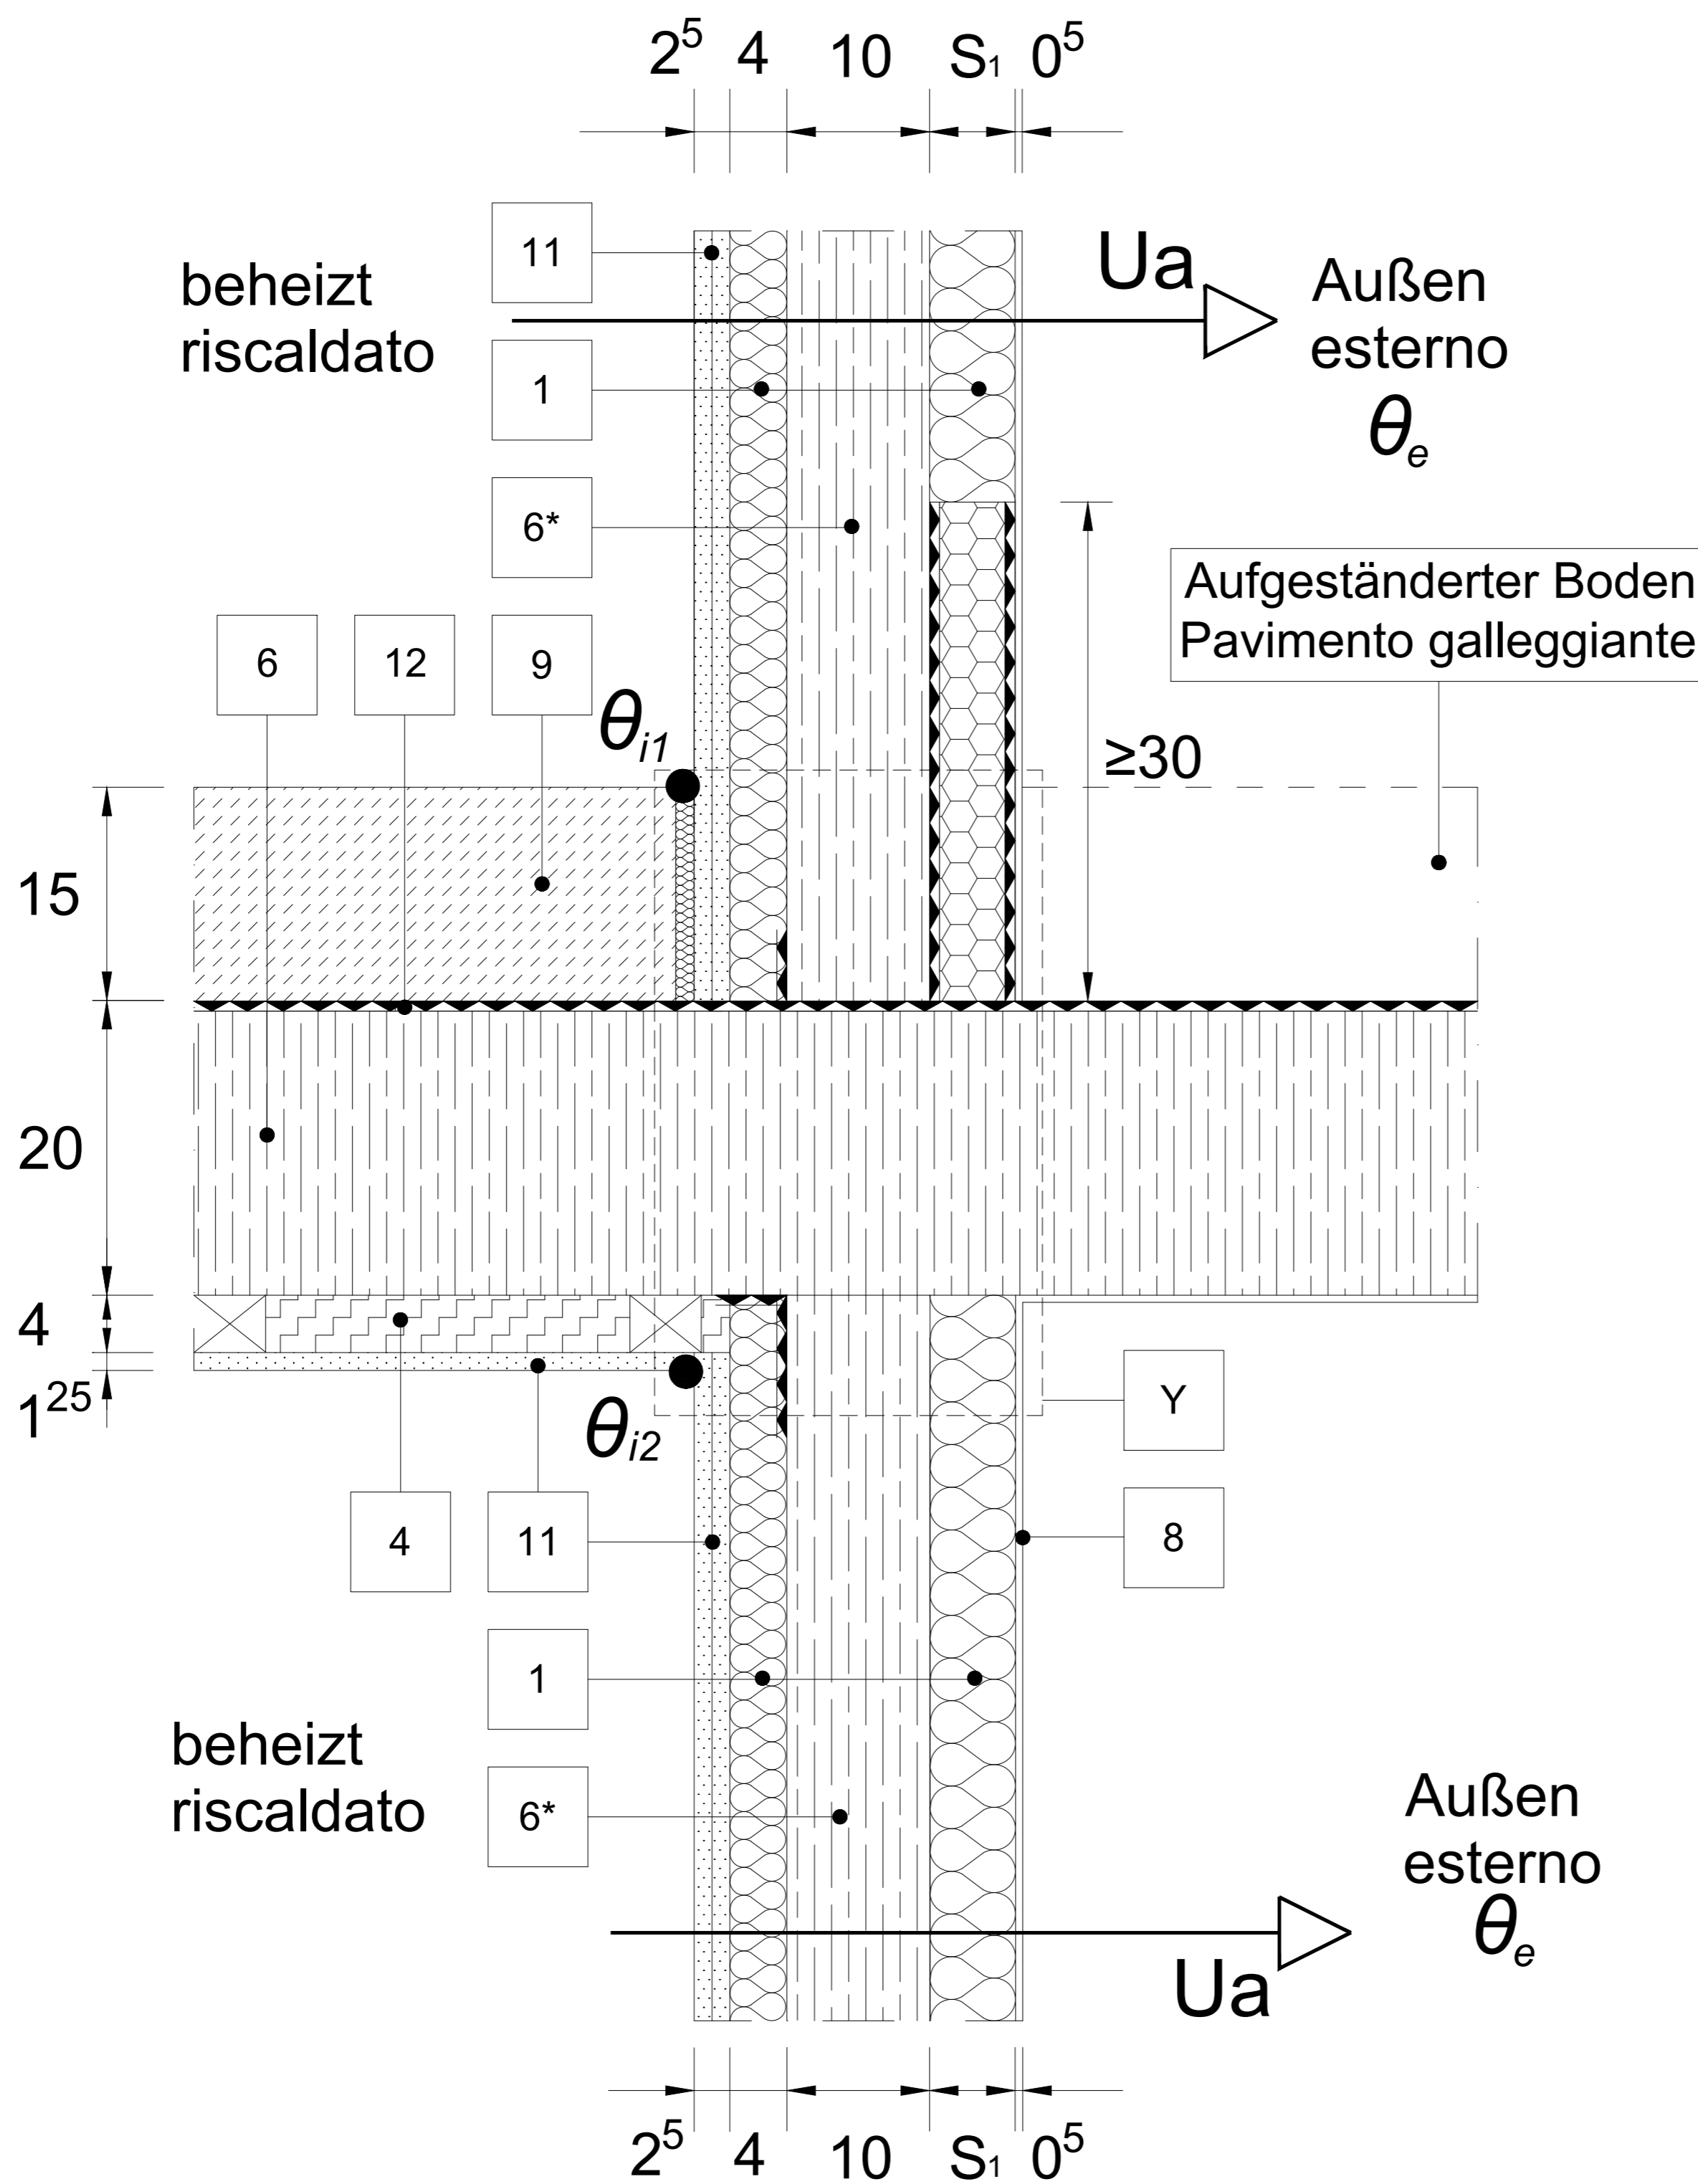 2⁵ 4 10 S₁ 0⁵
11
beheizt
riscaldato
Ua
Außen
esterno
θe
1
6*
Aufgeständerter Boden
Pavimento galleggiante
6 12 9
θi1
≥30
15
20
4
1²⁵
θi2
Y
4 11
8
1
beheizt
riscaldato
6*
Außen
esterno
θe
Ua
2⁵ 4 10 S₁ 0⁵